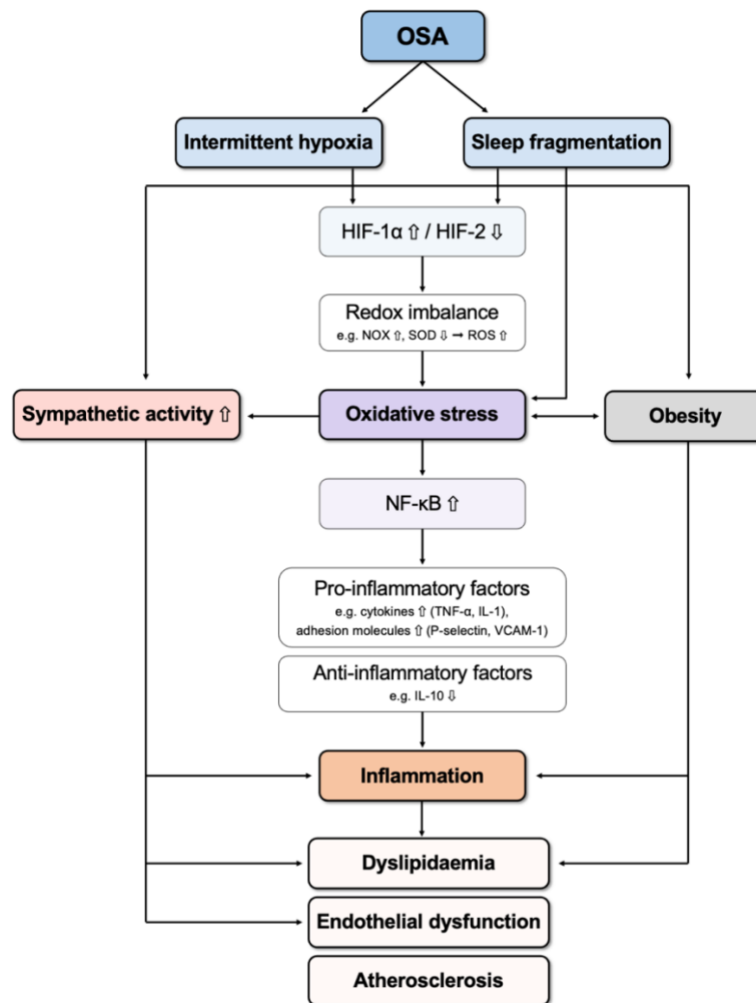 OSA
Intermittent hypoxia
Sleep fragmentation
HIF-1α ⇧ / HIF-2 ⇩
Redox imbalance
e.g. NOX ⇧, SOD ⇩ → ROS ⇧
Sympathetic activity ⇧
Oxidative stress
Obesity
NF-κB ⇧
Pro-inflammatory factors
e.g. cytokines ⇧ (TNF-α, IL-1),
adhesion molecules ⇧ (P-selectin, VCAM-1)
Anti-inflammatory factors
e.g. IL-10 ⇩
Inflammation
Dyslipidaemia
Endothelial dysfunction
Atherosclerosis